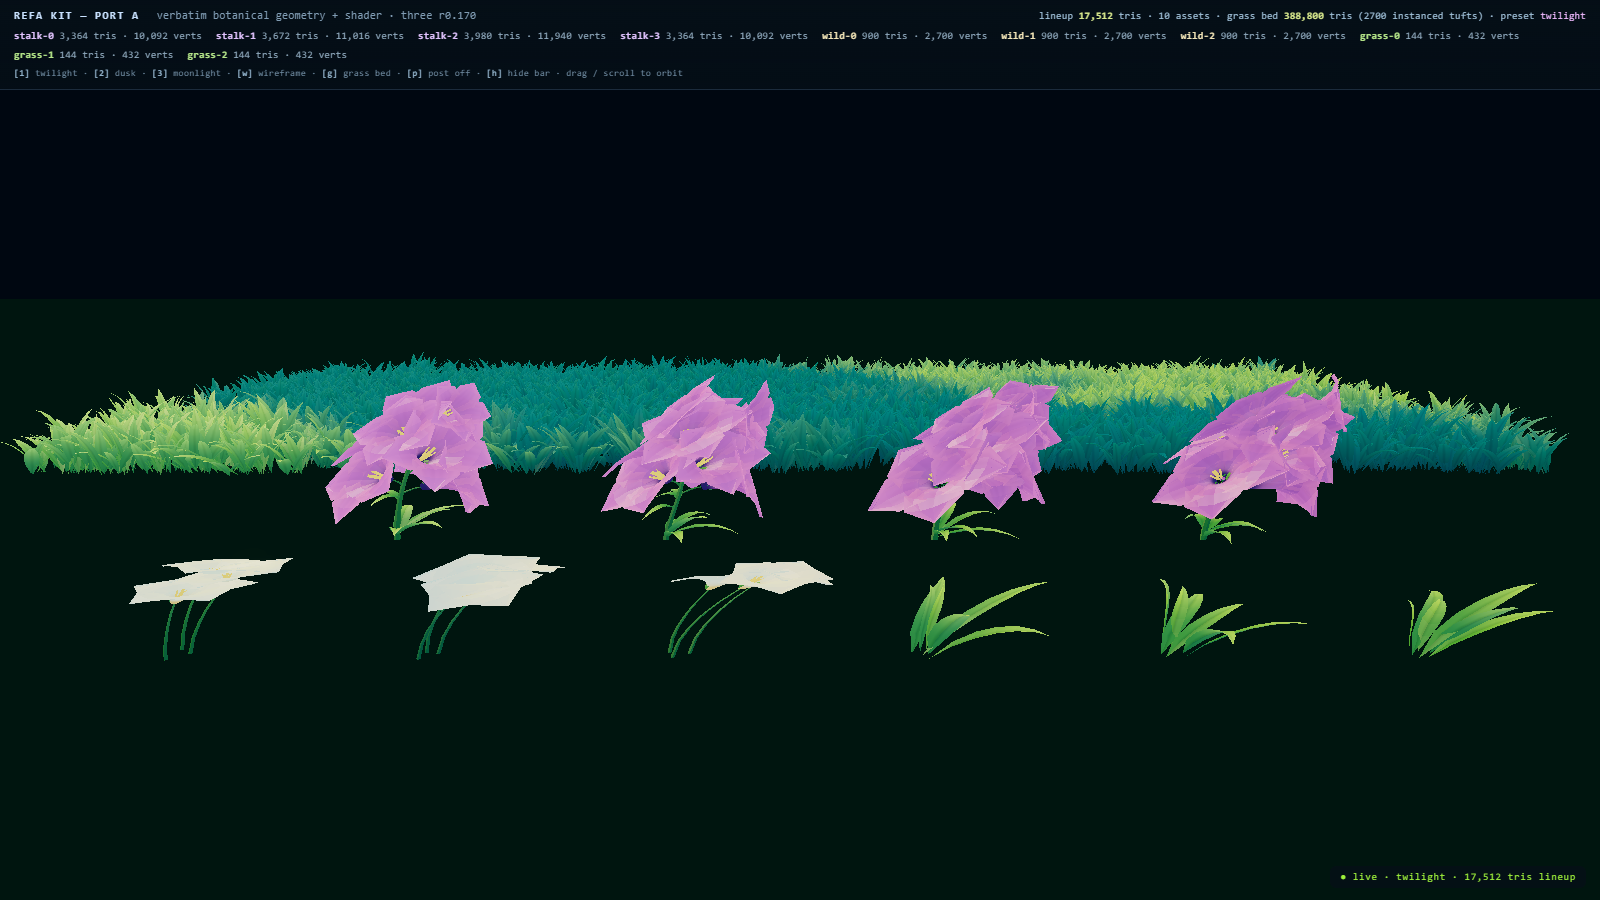 REFA KIT — PORT A verbatim botanical geometry + shader · three r0.170
lineup 17,512 tris · 10 assets · grass bed 388,800 tris (2700 instanced tufts) · preset twilight
stalk-0 3,364 tris · 10,092 verts stalk-1 3,672 tris · 11,016 verts stalk-2 3,980 tris · 11,940 verts stalk-3 3,364 tris · 10,092 verts wild-0 900 tris · 2,700 verts wild-1 900 tris · 2,700 verts wild-2 900 tris · 2,700 verts grass-0 144 tris · 432 verts
grass-1 144 tris · 432 verts grass-2 144 tris · 432 verts
[1] twilight · [2] dusk · [3] moonlight · [w] wireframe · [g] grass bed · [p] post off · [h] hide bar · drag / scroll to orbit
● live · twilight · 17,512 tris lineup